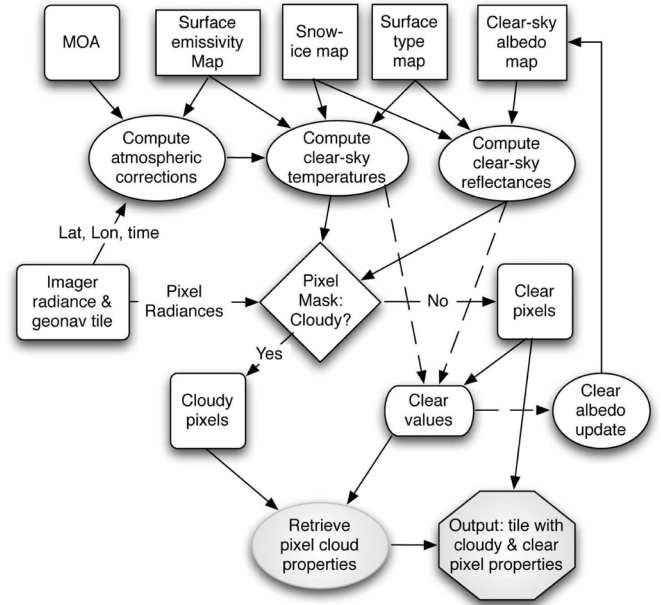 MOA
Surface
emissivity
Map
Snow-
ice map
Surface
type
map
Clear-sky
albedo
map
Compute
atmospheric
corrections
Compute
clear-sky
temperatures
Compute
clear-sky
reflectances
Lat, Lon, time
Imager
radiance &
geonav tile
Pixel
Radiances
Pixel
Mask:
Cloudy?
No
Clear
pixels
Yes
Cloudy
pixels
Clear
values
Clear
albedo
update
Retrieve
pixel cloud
properties
Output: tile with
cloudy & clear
pixel properties